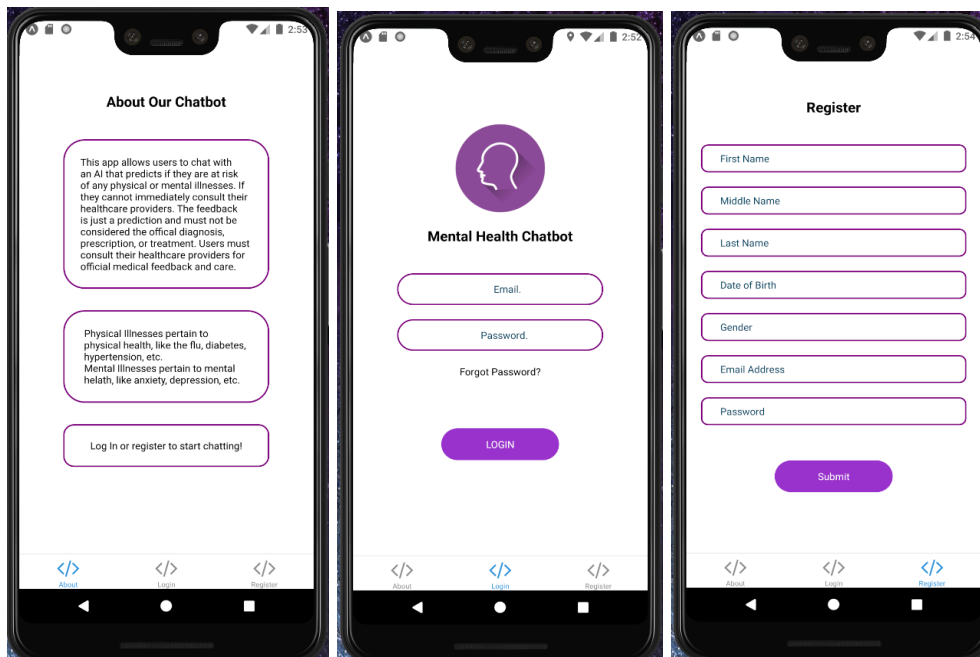 2:53
About Our Chatbot
This app allows users to chat with
an AI that predicts if they are at risk
of any physical or mental illnesses. If
they cannot immediately consult their
healthcare providers. The feedback
is just a prediction and must not be
considered the offical diagnosis,
prescription, or treatment. Users must
consult their healthcare providers for
official medical feedback and care.
Physical Illnesses pertain to
physical health, like the flu, diabetes,
hypertension, etc.
Mental Illnesses pertain to mental
helath, like anxiety, depression, etc.
Log In or register to start chatting!
</>
</>
</>
About
Login
Register
2:52
Mental Health Chatbot
Email.
Password.
Forgot Password?
LOGIN
</>
</>
</>
About
Login
Register
2:54
Register
First Name
Middle Name
Last Name
Date of Birth
Gender
Email Address
Password
Submit
</>
</>
</>
About
Login
Register